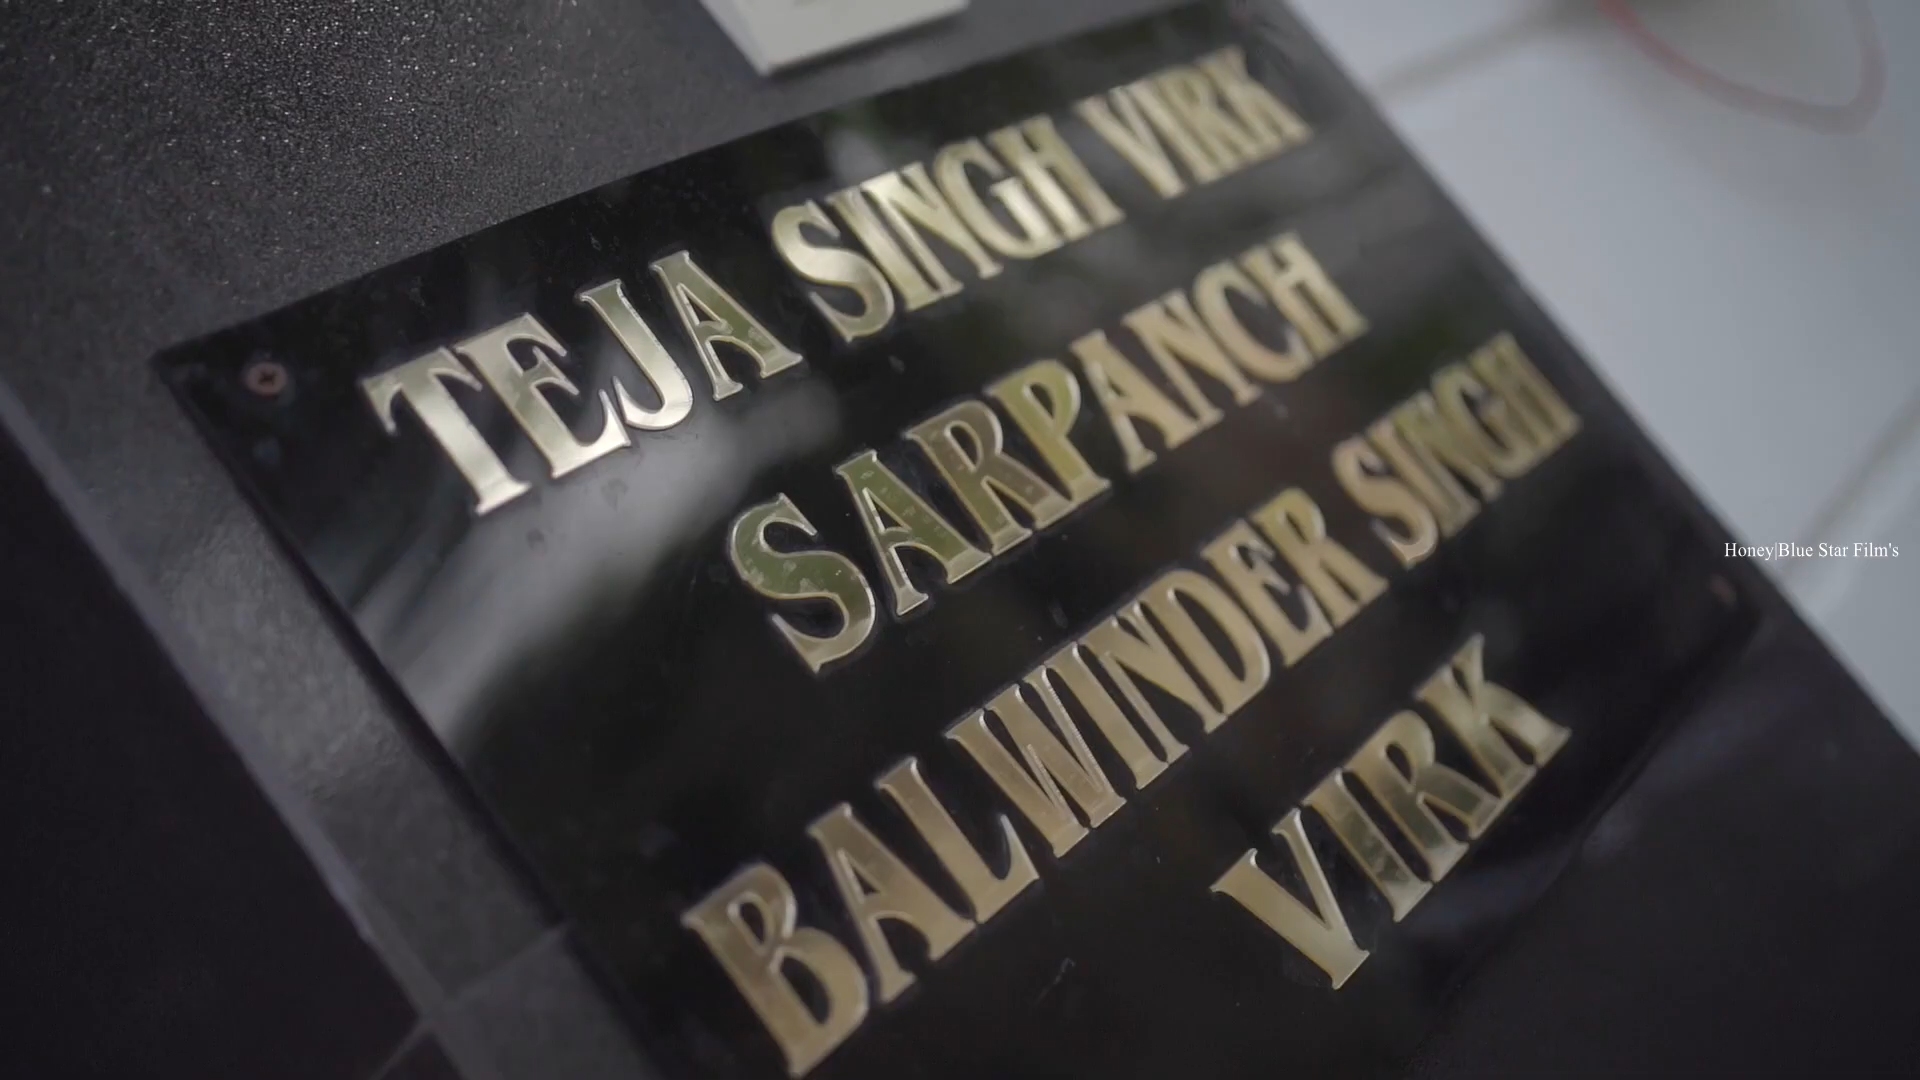 TEJA SINGH VIRK
SARPANCH
BALWINDER SINGH
VIRK
Honey|Blue Star Film's